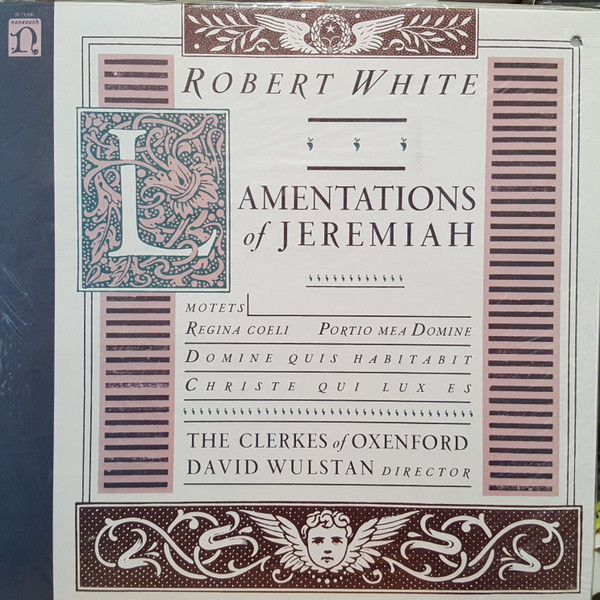 nonesuch
n
ROBERT WHITE
LAMENTATIONS
of JEREMIAH
MOTETS
REGINA COELI PORTIO MEA DOMINE
DOMINE QUIS HABITABIT
CHRISTE QUI LUX ES
THE CLERKES of OXENFORD
DAVID WULSTAN DIRECTOR